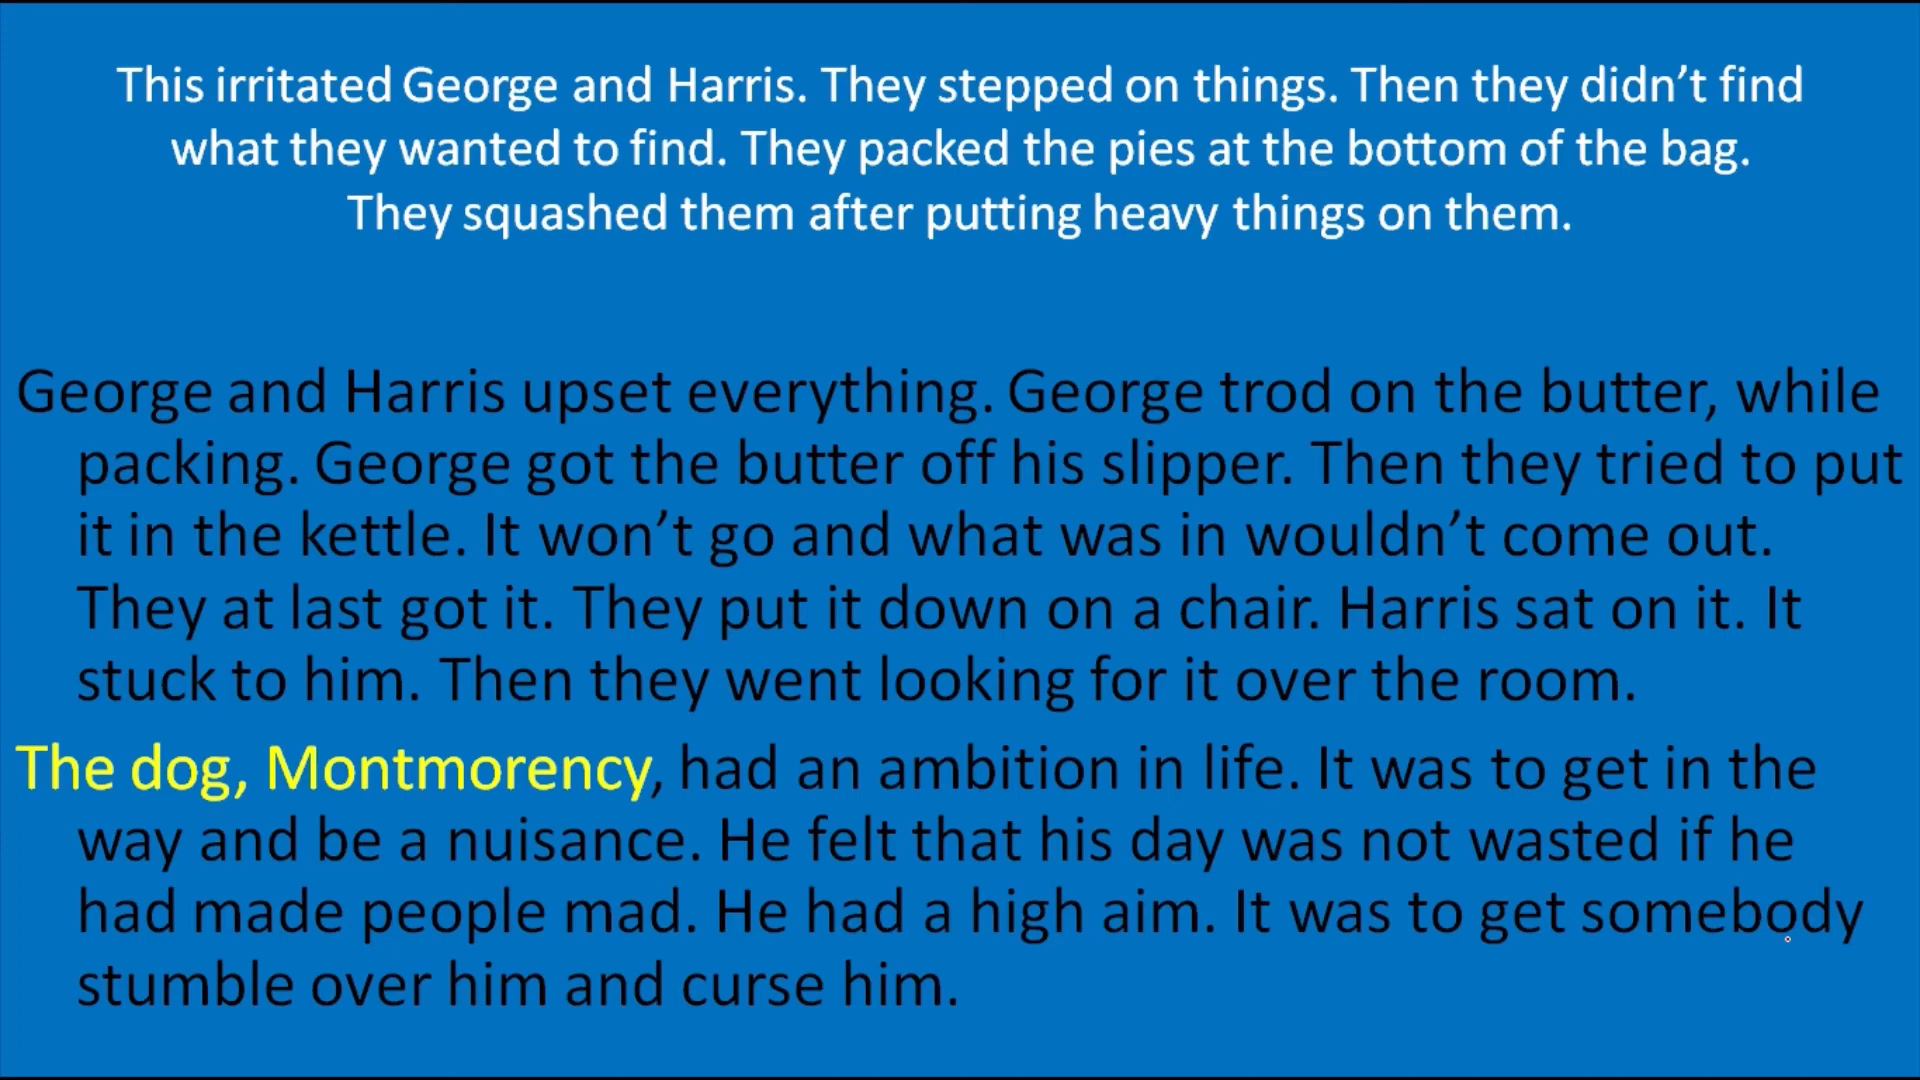 This irritated George and Harris. They stepped on things. Then they didn’t find
what they wanted to find. They packed the pies at the bottom of the bag.
They squashed them after putting heavy things on them.
George and Harris upset everything. George trod on the butter, while
packing. George got the butter off his slipper. Then they tried to put
it in the kettle. It won’t go and what was in wouldn’t come out.
They at last got it. They put it down on a chair. Harris sat on it. It
stuck to him. Then they went looking for it over the room.
The dog, Montmorency, had an ambition in life. It was to get in the
way and be a nuisance. He felt that his day was not wasted if he
had made people mad. He had a high aim. It was to get somebody
stumble over him and curse him.